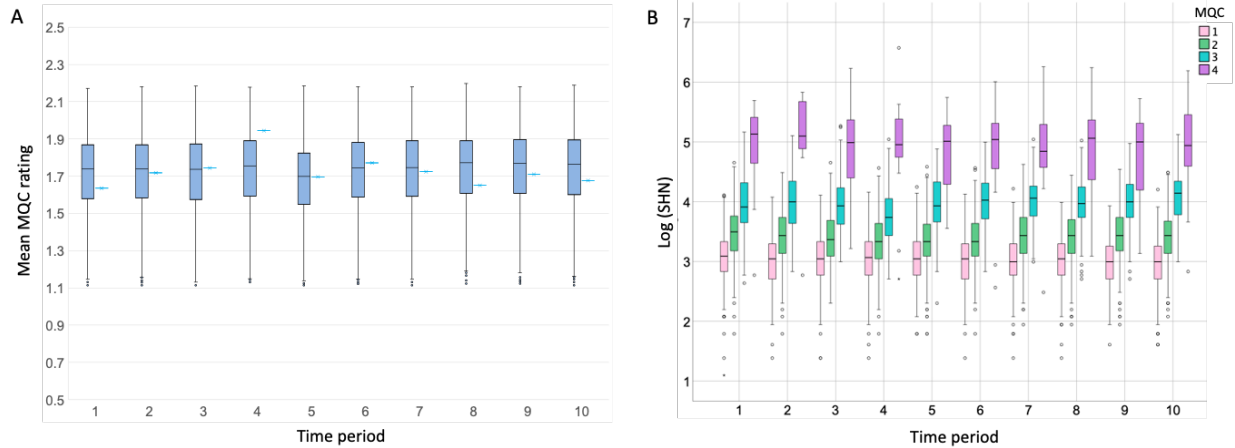 A
Mean MQC rating
2.5
2.3
2.1
1.9
1.7
1.5
1.3
1.1
0.9
0.7
0.5
1 2 3 4 5 6 7 8 9 10
Time period
B
MQC
1
2
3
4
Log (SHN)
7
6
5
4
3
2
1
1 2 3 4 5 6 7 8 9 10
Time period